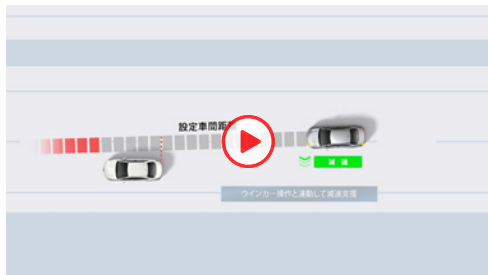 設定車間距離
減速
ウインカー操作と連動して減速支援